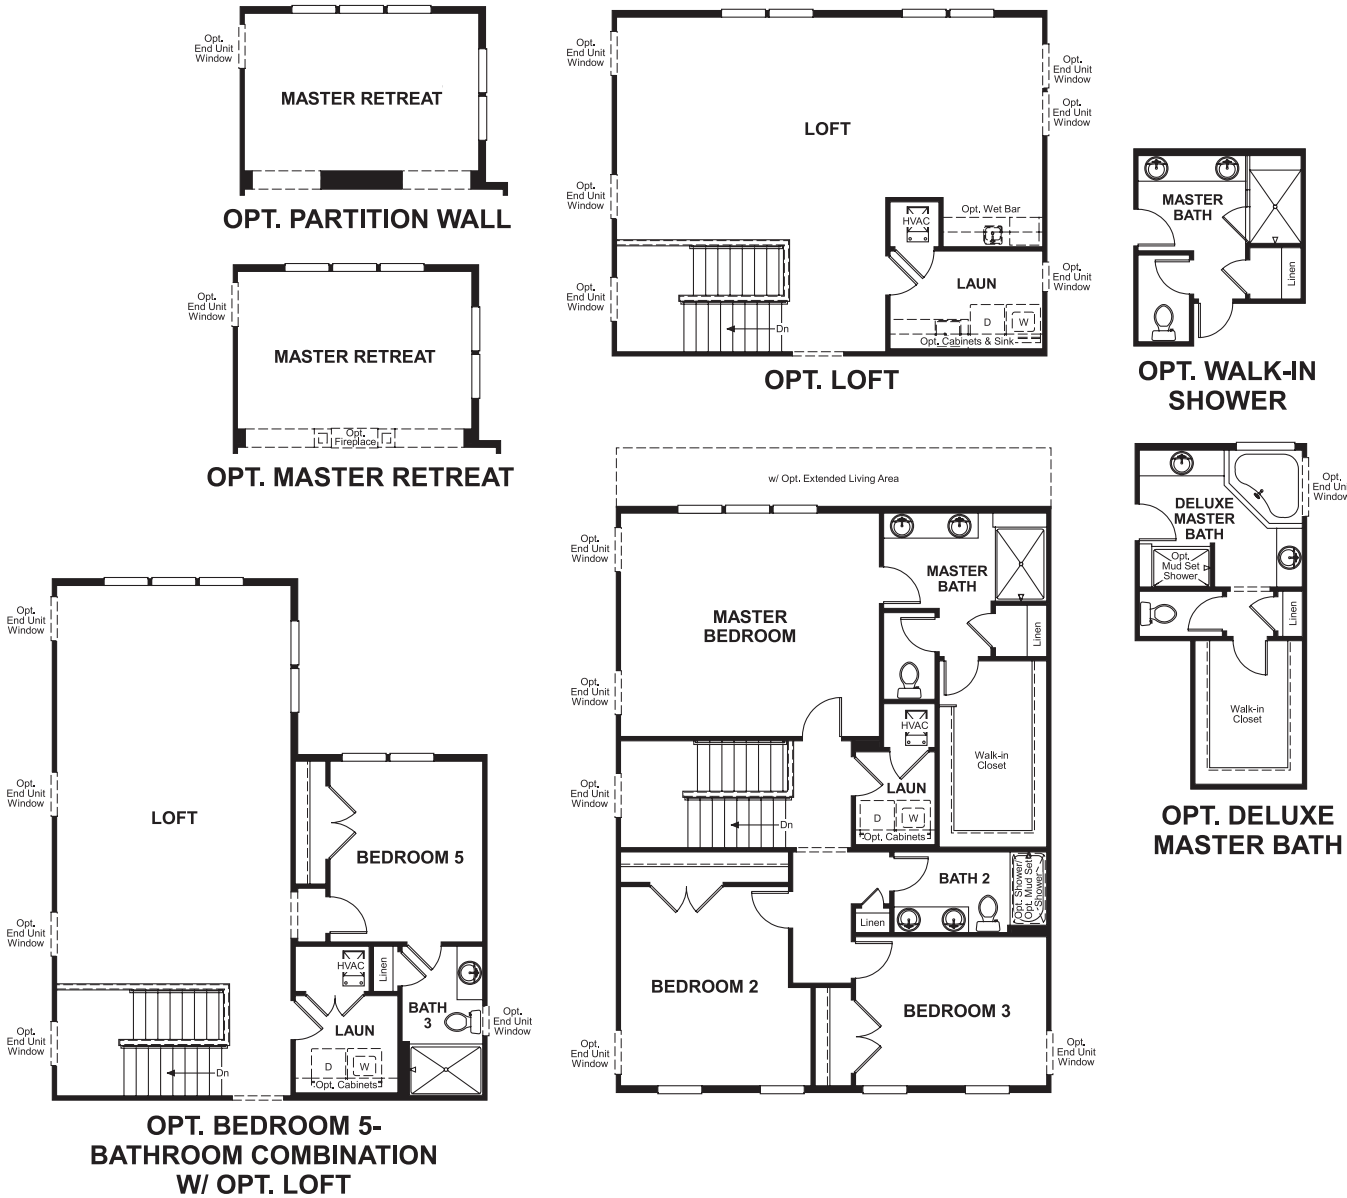 Opt.
End Unit
Window
MASTER RETREAT
OPT. PARTITION WALL
Opt.
End Unit
Window
MASTER RETREAT
Opt.
Fireplace
OPT. MASTER RETREAT
Opt.
End Unit
Window
Opt.
End Unit
Window
Opt.
End Unit
Window
LOFT
Opt.
End Unit
Window
Opt.
End Unit
Window
HVAC
Opt. Wet Bar
LAUN
Opt.
End Unit
Window
Dn
D
W
Opt. Cabinets & Sink
OPT. LOFT
MASTER
BATH
Linen
OPT. WALK-IN
SHOWER
DELUXE
MASTER
BATH
Opt.
End Unit
Window
Opt.
Mud Set
Shower
Linen
Walk-in
Closet
OPT. DELUXE
MASTER BATH
w/ Opt. Extended Living Area
Opt.
End Unit
Window
MASTER
BEDROOM
MASTER
BATH
Linen
Opt.
End Unit
Window
HVAC
Walk-in
Closet
Opt.
End Unit
Window
LAUN
Dn
D
W
Opt. Cabinets
BATH 2
Opt. Shower/
Opt. Mud Set
Shower
Linen
BEDROOM 2
BEDROOM 3
Opt.
End Unit
Window
Opt.
End Unit
Window
Opt.
End Unit
Window
Opt.
End Unit
Window
LOFT
BEDROOM 5
Opt.
End Unit
Window
HVAC
Linen
BATH
3
Opt.
End Unit
Window
LAUN
Opt.
End Unit
Window
Dn
D
W
Opt. Cabinets
OPT. BEDROOM 5-
BATHROOM COMBINATION
W/ OPT. LOFT